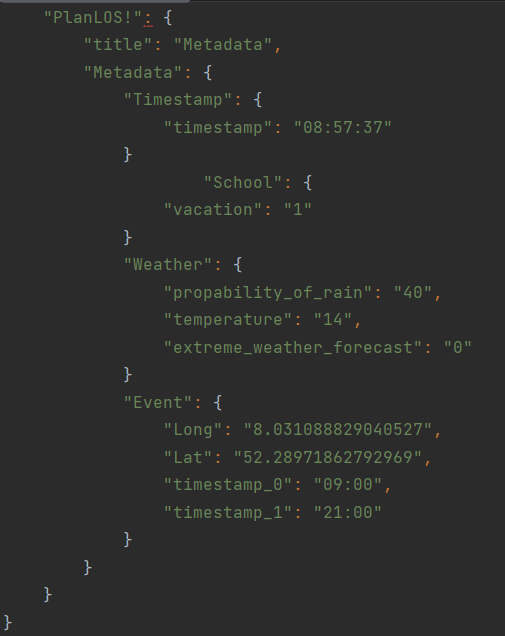 "PlanLOS!": {
"title": "Metadata",
"Metadata": {
"Timestamp": {
"timestamp": "08:57:37"
}
"School": {
"vacation": "1"
}
"Weather": {
"propability_of_rain": "40",
"temperature": "14",
"extreme_weather_forecast": "0"
}
"Event": {
"Long": "8.031088829040527",
"Lat": "52.28971862792969",
"timestamp_0": "09:00",
"timestamp_1": "21:00"
}
}
}
}